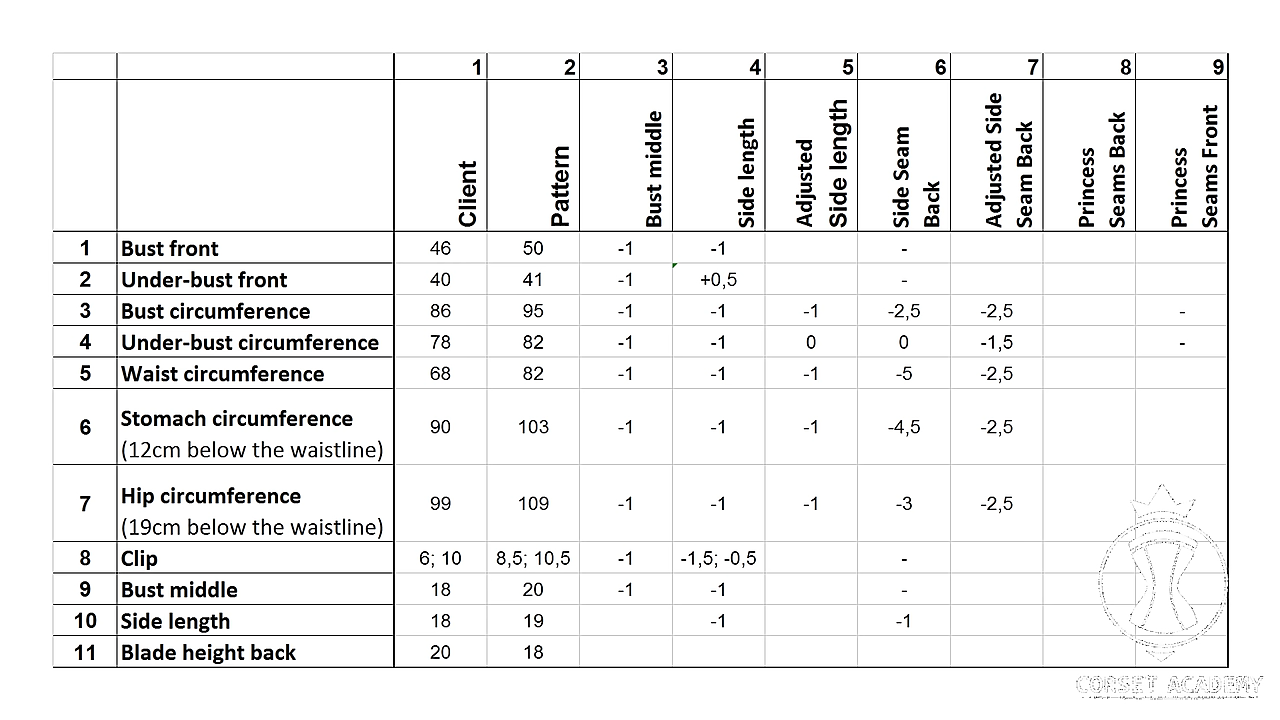 1 2 3 4 5 6 7 8 9
Client Pattern Bust middle Side length Adjusted Side length Side Seam Back Adjusted Side Seam Back Princess Seams Back Princess Seams Front
1 Bust front 46 50 -1 -1 -
2 Under-bust front 40 41 -1 +0,5 -
3 Bust circumference 86 95 -1 -1 -1 -2,5 -2,5 -
4 Under-bust circumference 78 82 -1 -1 0 0 -1,5 -
5 Waist circumference 68 82 -1 -1 -1 -5 -2,5
6 Stomach circumference (12cm below the waistline) 90 103 -1 -1 -1 -4,5 -2,5
7 Hip circumference (19cm below the waistline) 99 109 -1 -1 -1 -3 -2,5
8 Clip 6; 10 8,5; 10,5 -1 -1,5; -0,5 -
9 Bust middle 18 20 -1 -1 -
10 Side length 18 19 -1 -1
11 Blade height back 20 18
CORSET ACADEMY